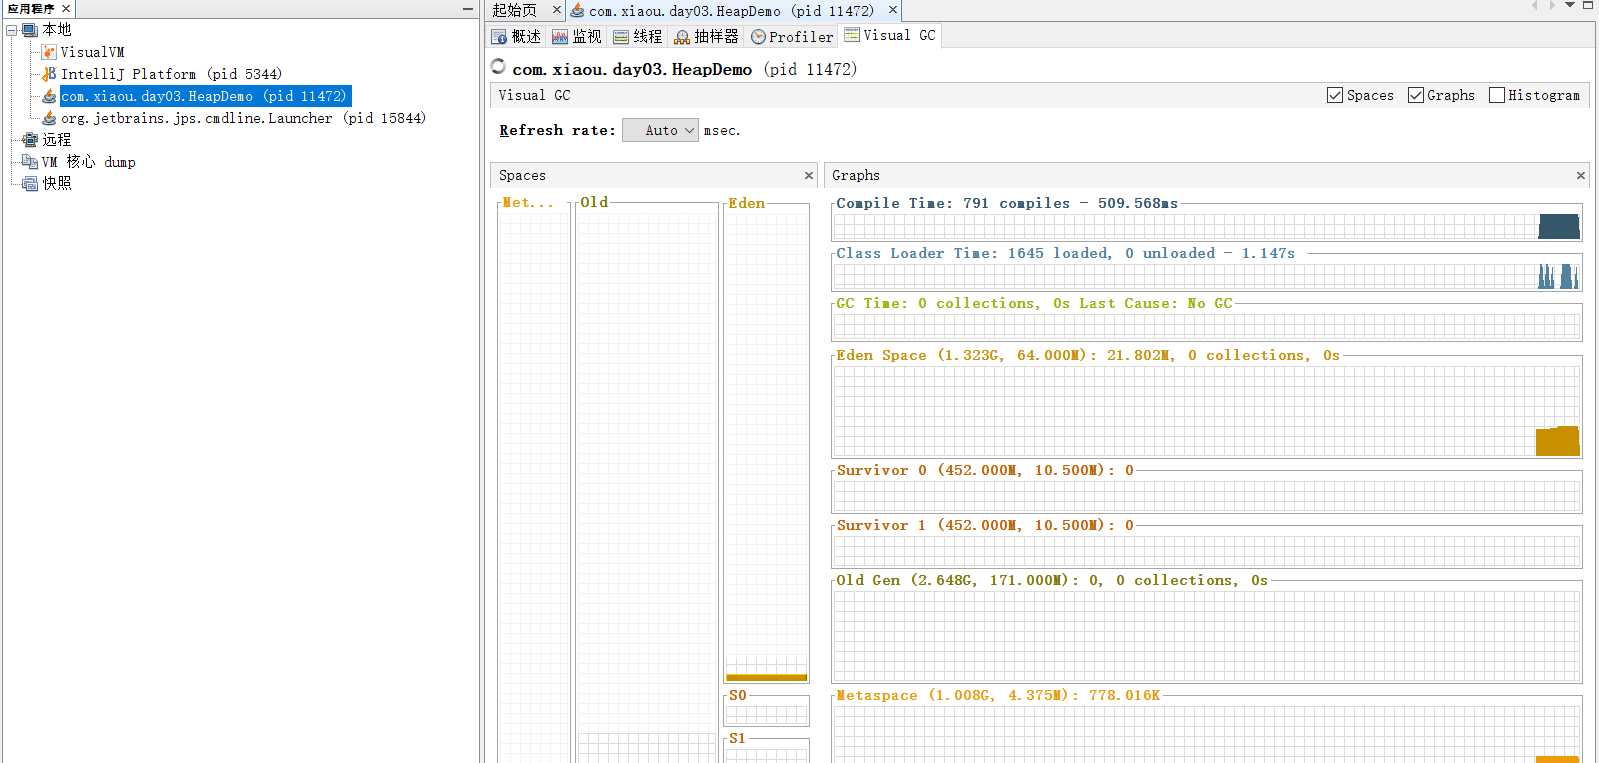 应用程序
本地
VisualVM
IntelliJ Platform (pid 5344)
com.xiaou.day03.HeapDemo (pid 11472)
org.jetbrains.jps.cmdline.Launcher (pid 15844)
远程
VM 核心 dump
快照
起始页
com.xiaou.day03.HeapDemo (pid 11472)
概述 监视 线程 抽样器 Profiler Visual GC
com.xiaou.day03.HeapDemo (pid 11472)
Visual GC
Spaces Graphs Histogram
Refresh rate: Auto msec.
Spaces
Met... Old Eden
S0
S1
Graphs
Compile Time: 791 compiles - 509.568ms
Class Loader Time: 1645 loaded, 0 unloaded - 1.147s
GC Time: 0 collections, 0s Last Cause: No GC
Eden Space (1.323G, 64.000M): 21.802M, 0 collections, 0s
Survivor 0 (452.000M, 10.500M): 0
Survivor 1 (452.000M, 10.500M): 0
Old Gen (2.648G, 171.000M): 0, 0 collections, 0s
Metaspace (1.008G, 4.375M): 778.016K